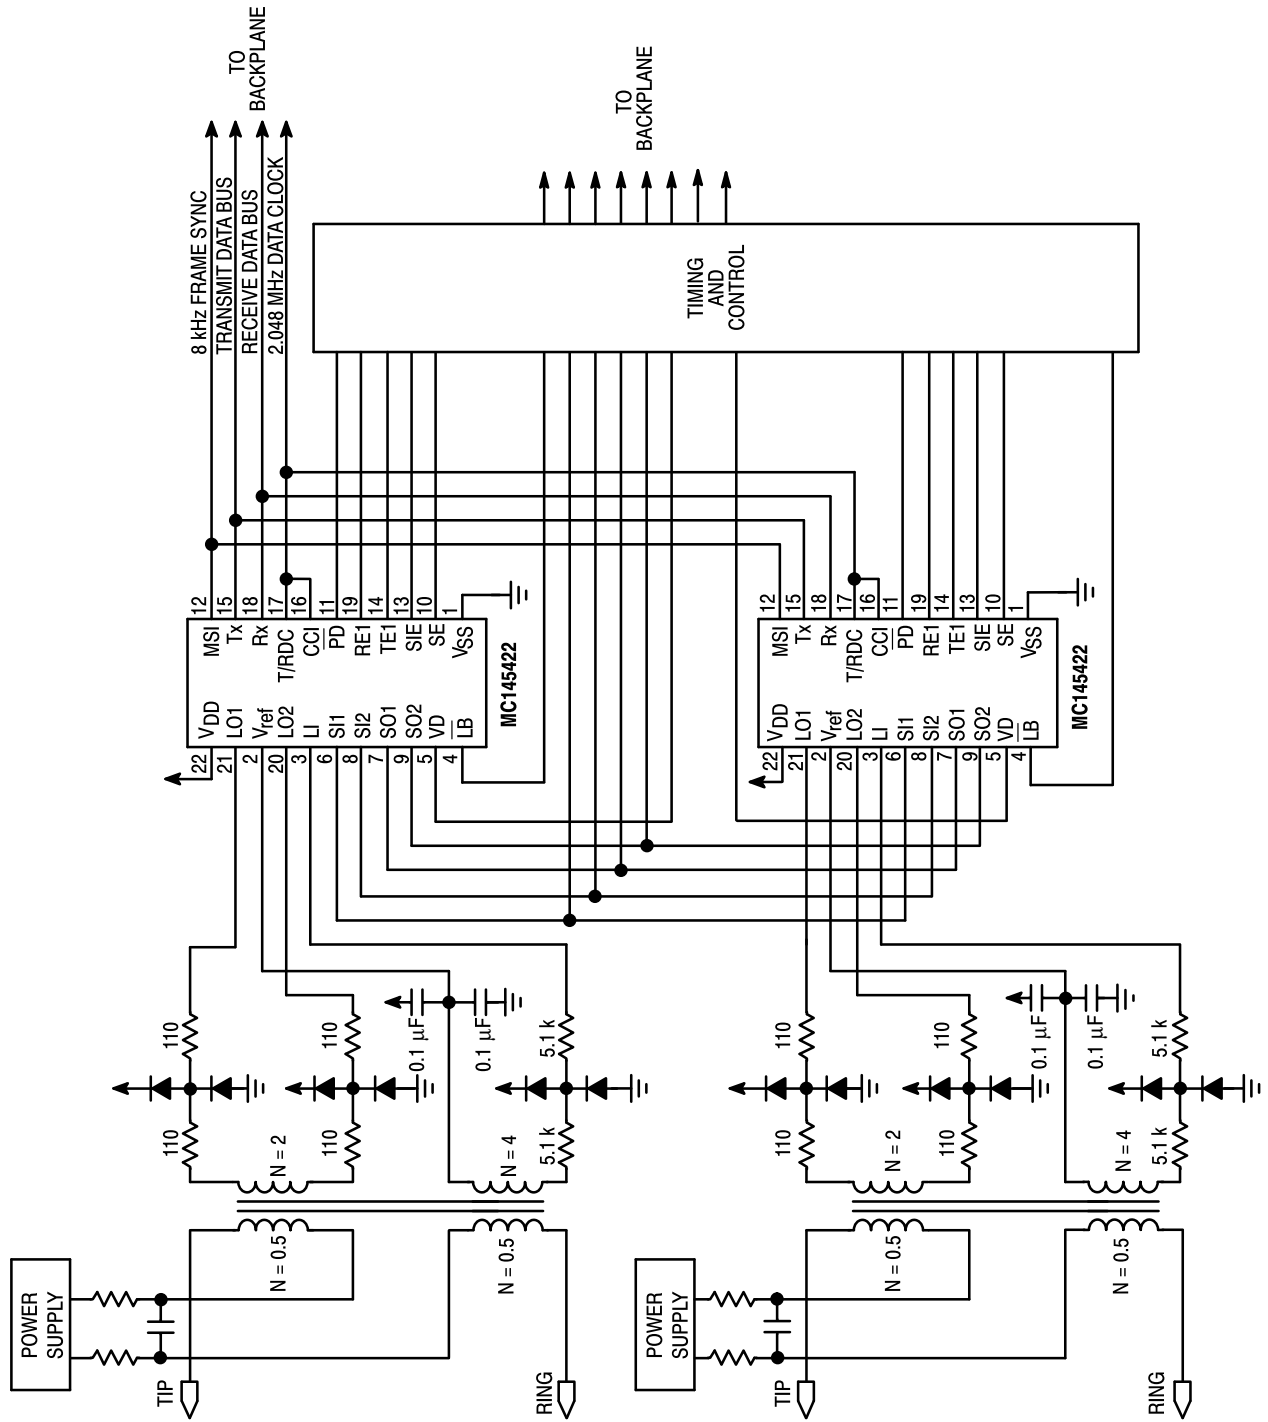 TO
BACKPLANE
8 kHz FRAME SYNC
TRANSMIT DATA BUS
RECEIVE DATA BUS
2.048 MHz DATA CLOCK
TO
BACKPLANE
TIMING
AND
CONTROL
12
15
18
17
16
11
19
14
13
10
1
MSI
Tx
Rx
T/RDC
CCI
PD
RE1
TE1
SIE
SE
VSS
MC145422
VDD
LO1
Vref
LO2
LI
SI1
SI2
SO1
SO2
VD
LB
22
21
2
20
3
6
8
7
9
5
4
12
15
18
17
16
11
19
14
13
10
1
MSI
Tx
Rx
T/RDC
CCI
PD
RE1
TE1
SIE
SE
VSS
MC145422
VDD
LO1
Vref
LO2
LI
SI1
SI2
SO1
SO2
VD
LB
22
21
2
20
3
6
8
7
9
5
4
110
110
0.1 µF
0.1 µF
5.1 k
110
110
5.1 k
N = 2
N = 4
N = 0.5
N = 0.5
POWER
SUPPLY
TIP
RING
110
110
0.1 µF
0.1 µF
5.1 k
110
110
5.1 k
N = 2
N = 4
N = 0.5
N = 0.5
POWER
SUPPLY
TIP
RING